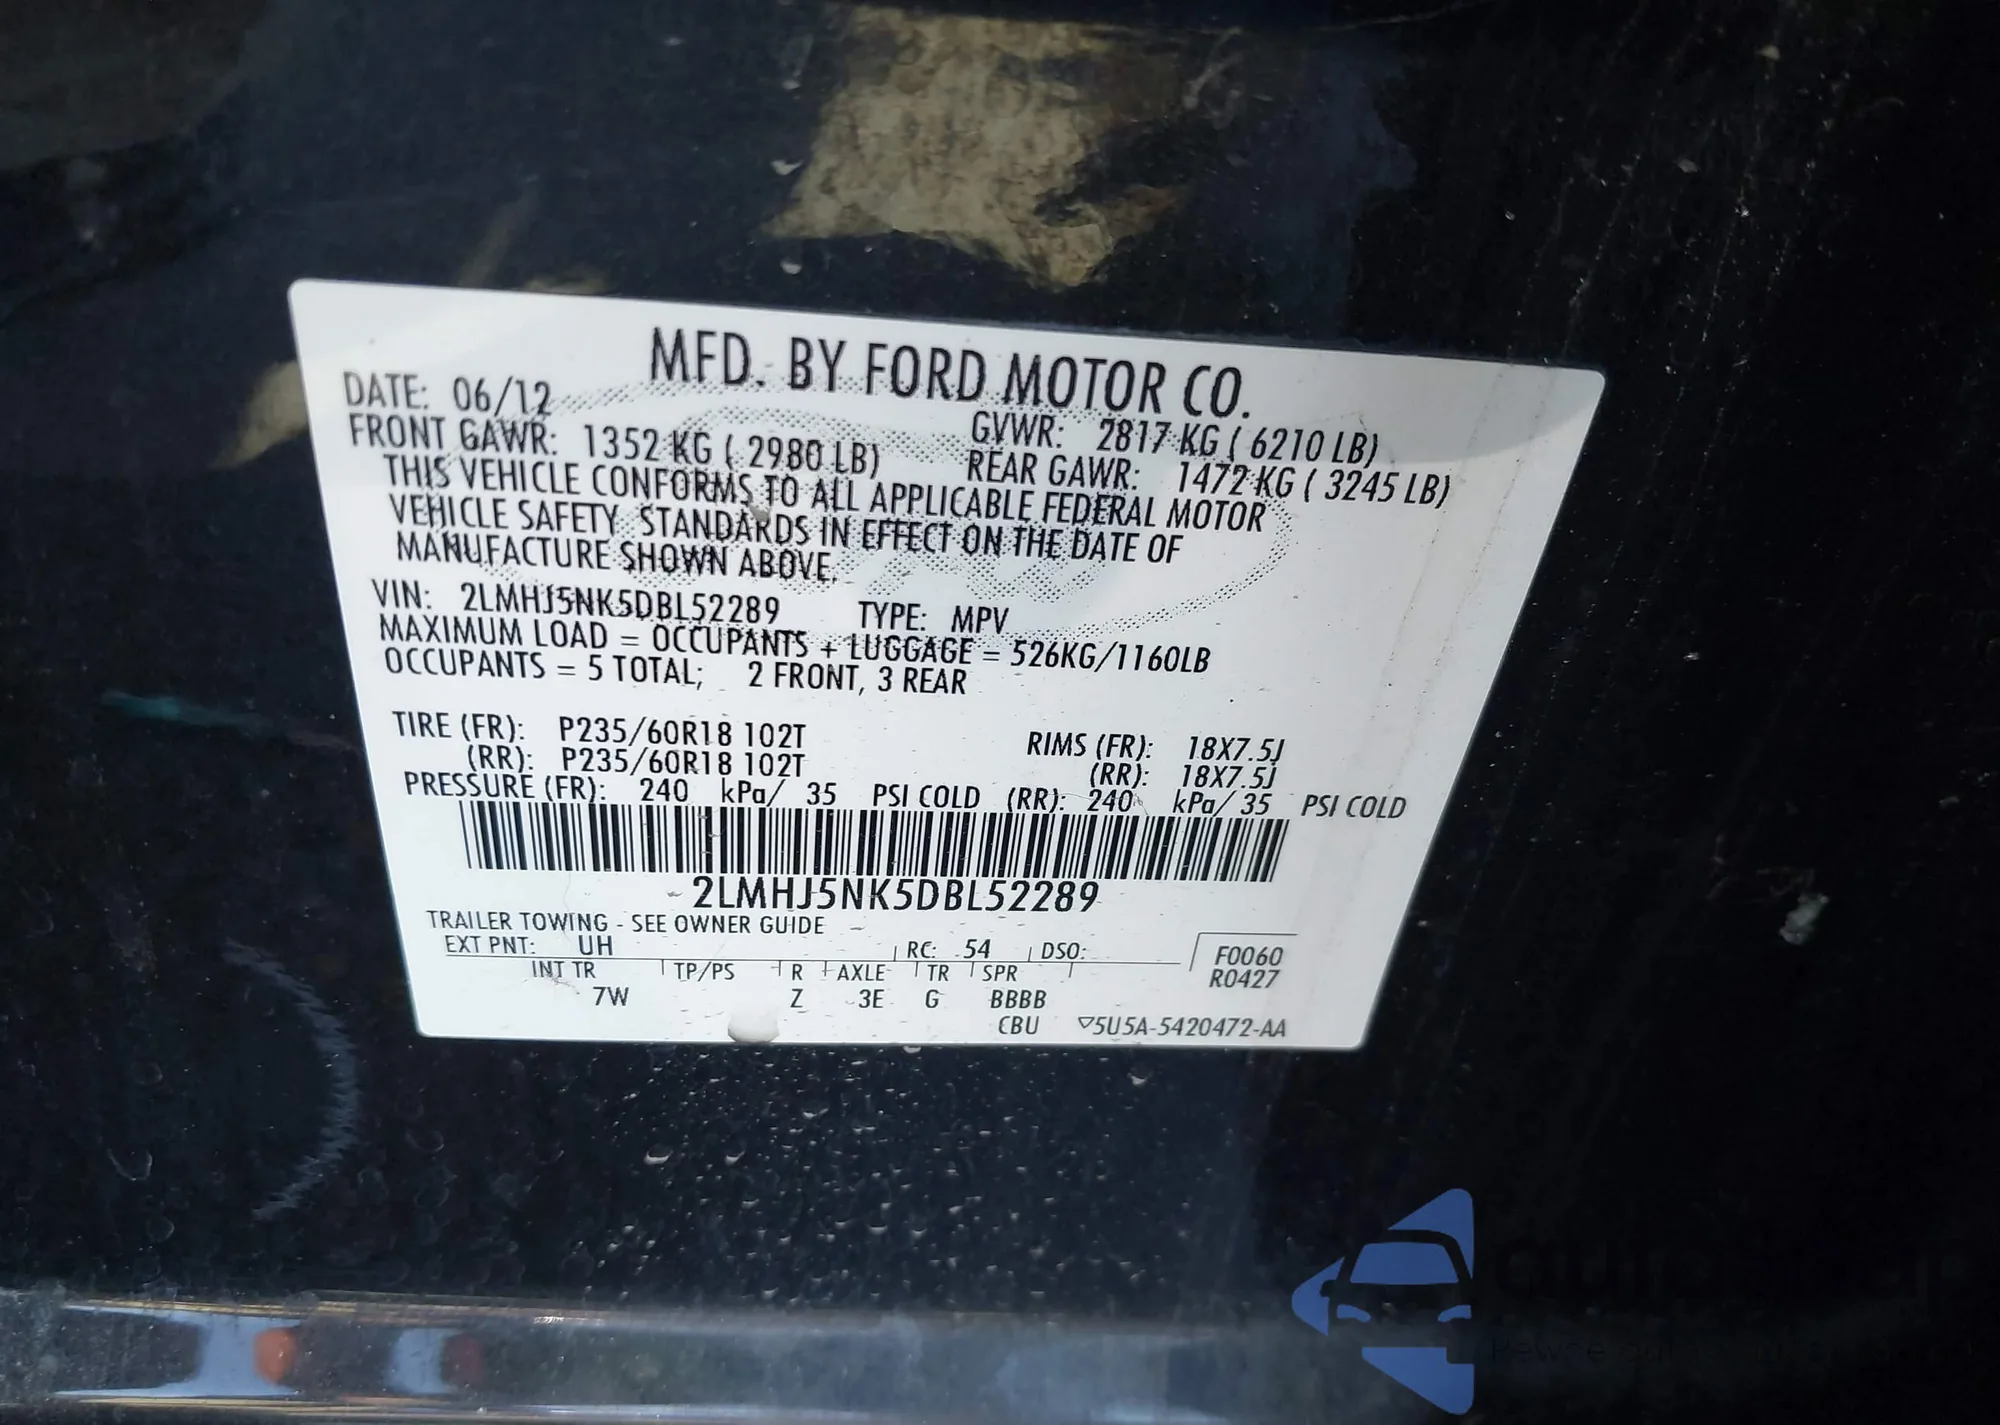 MFD. BY FORD MOTOR CO.
DATE: 06/12
GVWR: 2817 KG ( 6210 LB)
FRONT GAWR: 1352 KG ( 2980 LB)
REAR GAWR: 1472 KG ( 3245 LB)
THIS VEHICLE CONFORMS TO ALL APPLICABLE FEDERAL MOTOR
VEHICLE SAFETY STANDARDS IN EFFECT ON THE DATE OF
MANUFACTURE SHOWN ABOVE.
VIN: 2LMHJ5NK5DBL52289 TYPE: MPV
MAXIMUM LOAD = OCCUPANTS + LUGGAGE = 526KG/1160LB
OCCUPANTS = 5 TOTAL; 2 FRONT, 3 REAR
TIRE (FR): P235/60R18 102T RIMS (FR): 18X7.5J
(RR): P235/60R18 102T (RR): 18X7.5J
PRESSURE (FR): 240 kPa/ 35 PSI COLD (RR): 240 kPa/ 35 PSI COLD
2LMHJ5NK5DBL52289
TRAILER TOWING - SEE OWNER GUIDE
EXT PNT: UH RC: 54 DSO:
F0060
R0427
INT TR TP/PS R AXLE TR SPR
7W Z 3E G BBBB
CBU ▽5U5A-5420472-AA